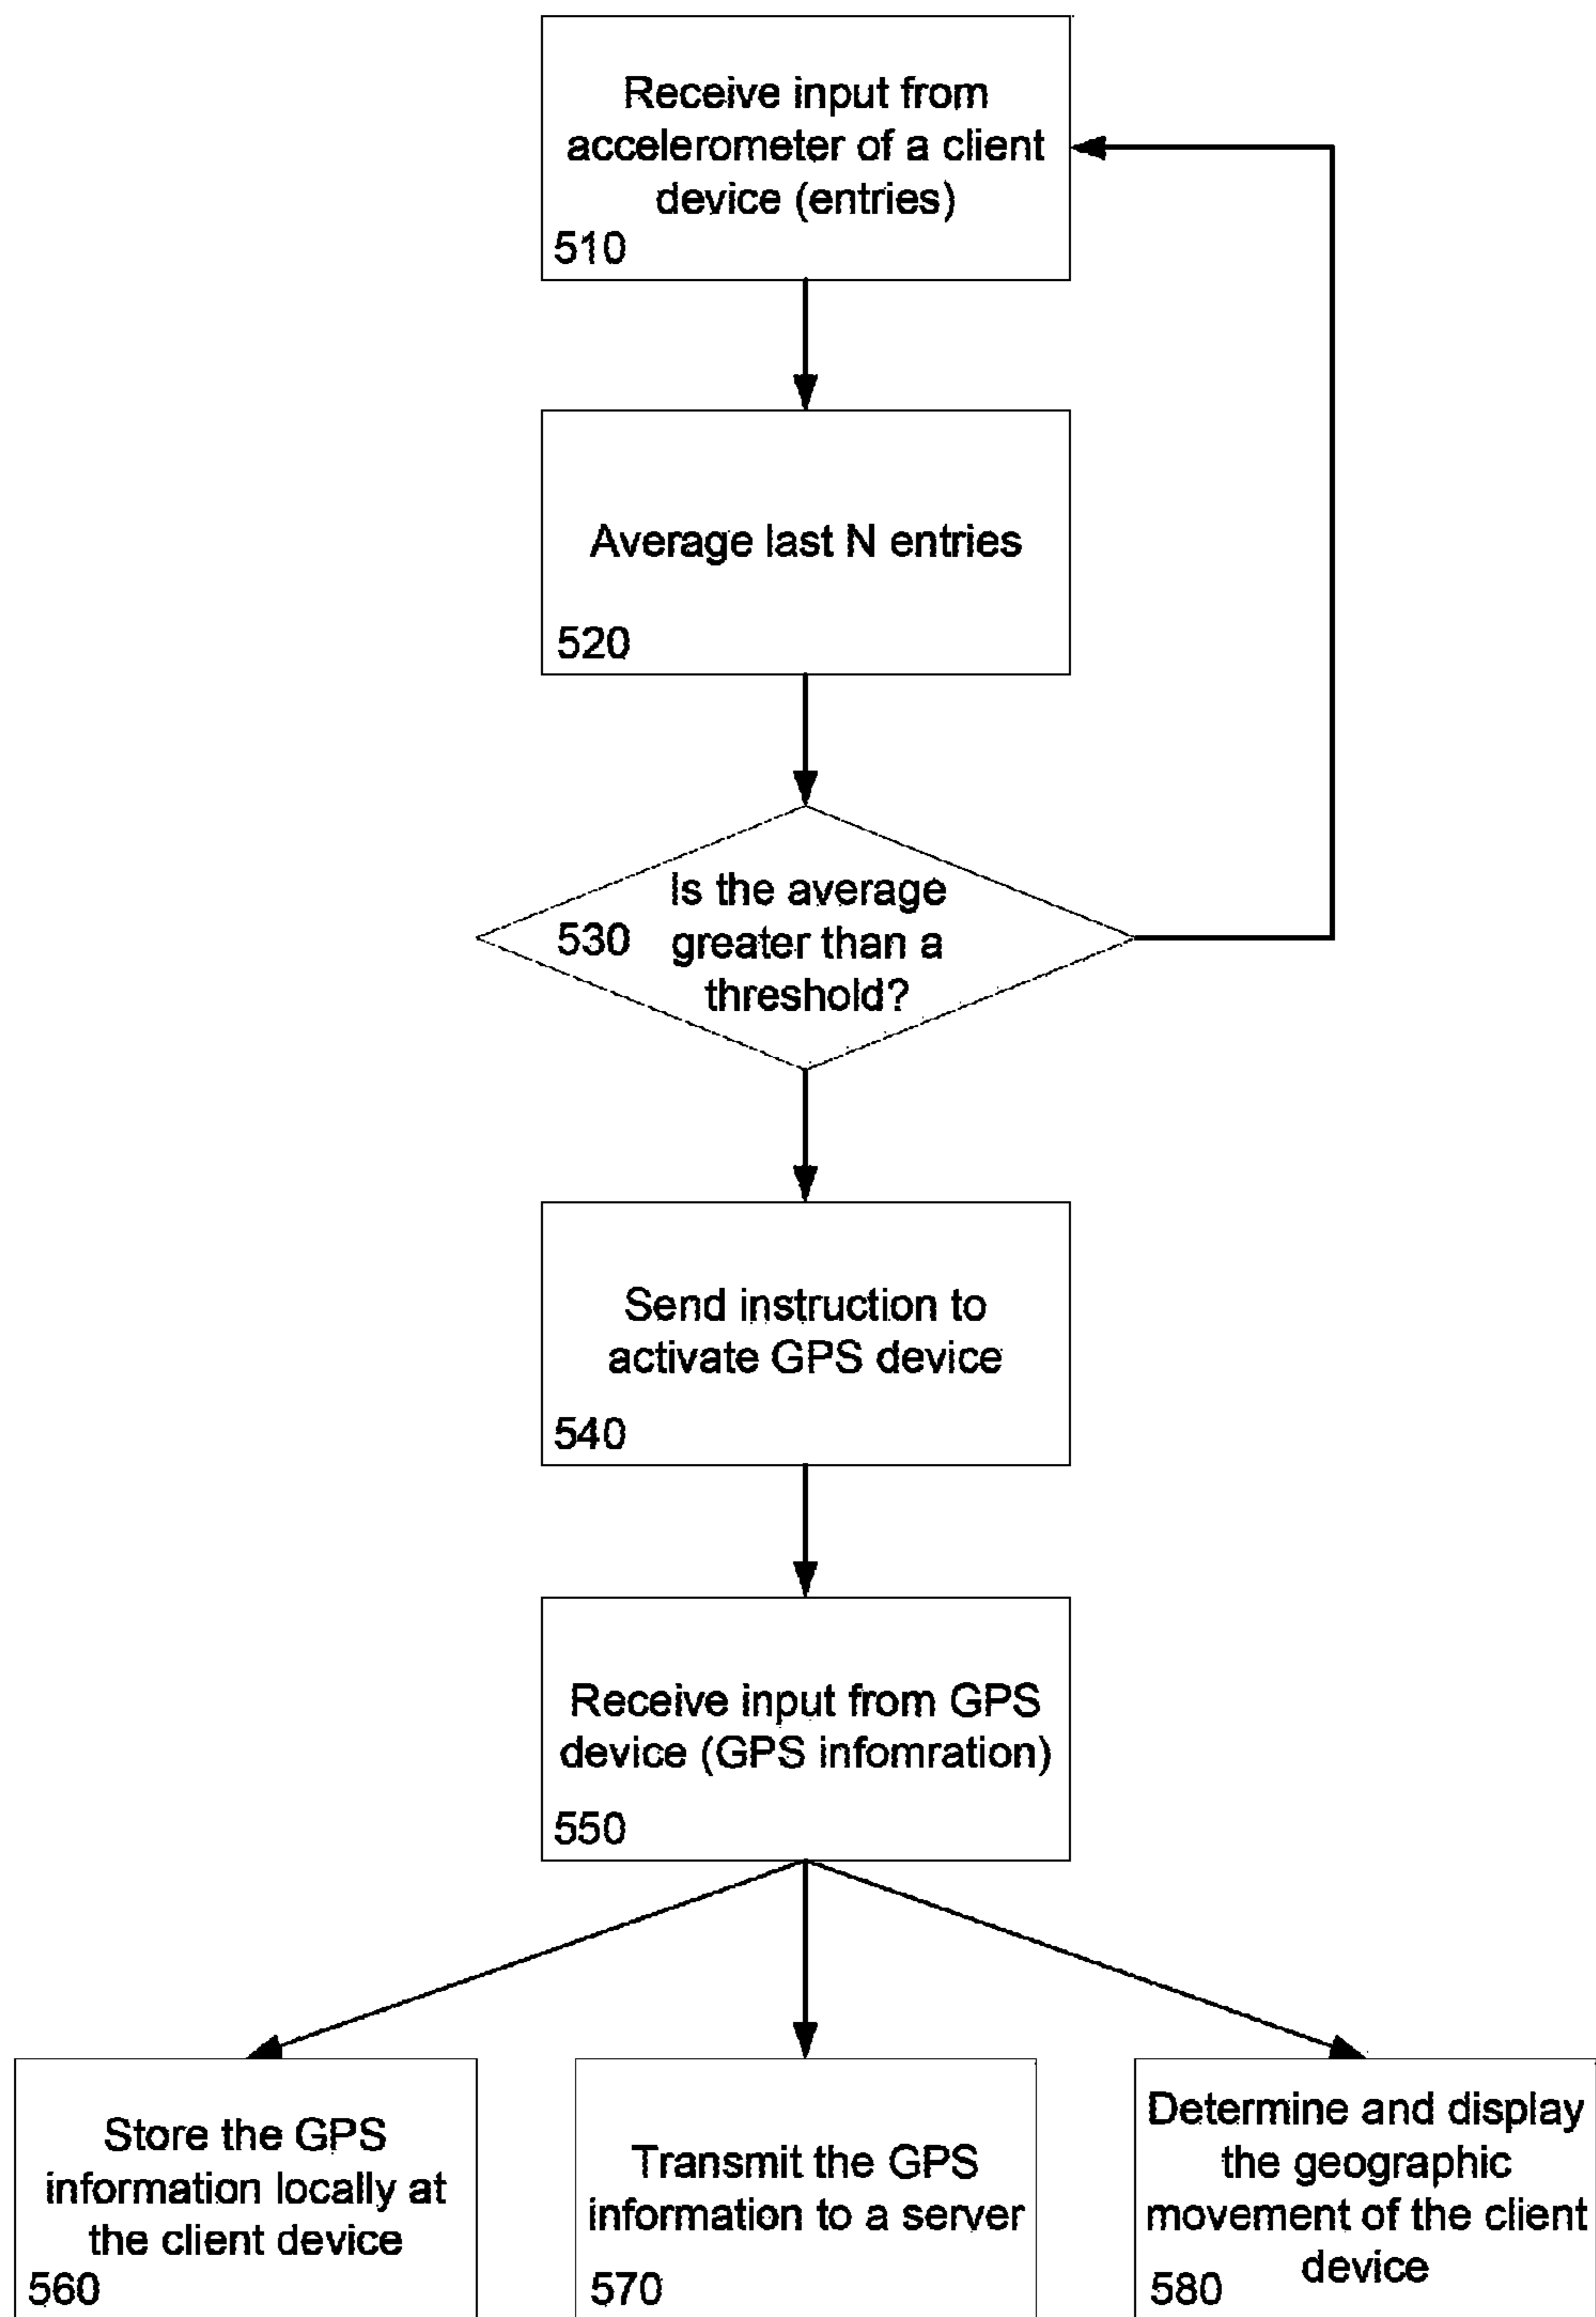 Receive input from
accelerometer of a client
device (entries)
510
Average last N entries
520
Is the average
530 greater than a
threshold?
Send instruction to
activate GPS device
540
Receive input from GPS
device (GPS infomration)
550
Store the GPS
information locally at
the client device
560
Transmit the GPS
information to a server
570
Determine and display
the geographic
movement of the client
device
580